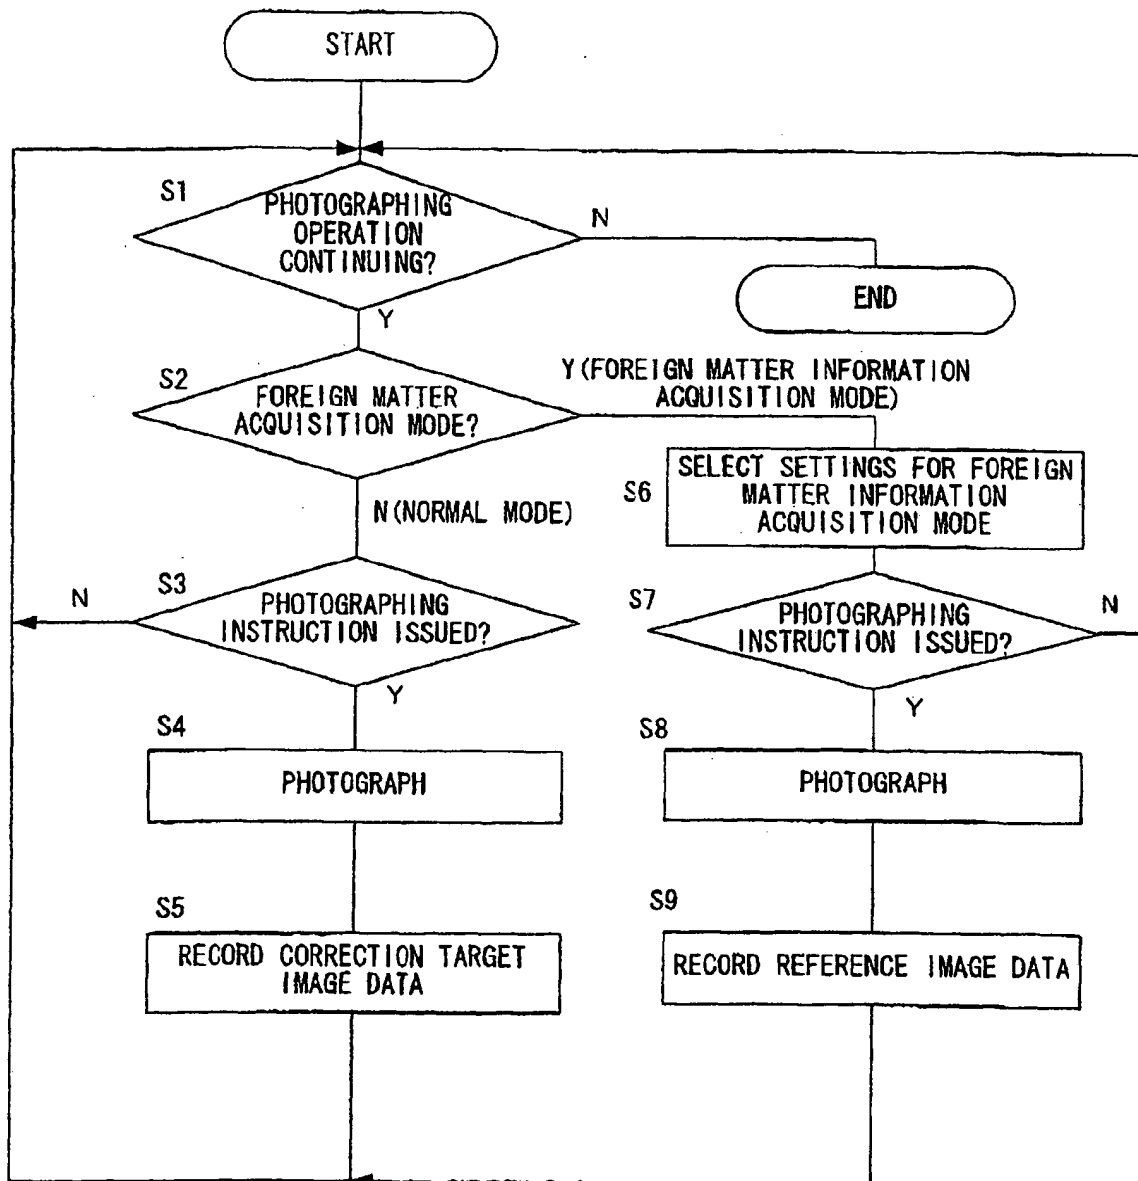 START
S1
PHOTOGRAPHING
OPERATION
CONTINUING?
N
END
Y
S2
FOREIGN MATTER
ACQUISITION MODE?
Y(FOREIGN MATTER INFORMATION
ACQUISITION MODE)
N(NORMAL MODE)
S6
SELECT SETTINGS FOR FOREIGN
MATTER INFORMATION
ACQUISITION MODE
S3
PHOTOGRAPHING
INSTRUCTION ISSUED?
N
Y
S7
PHOTOGRAPHING
INSTRUCTION ISSUED?
N
Y
S4
PHOTOGRAPH
S8
PHOTOGRAPH
S5
RECORD CORRECTION TARGET
IMAGE DATA
S9
RECORD REFERENCE IMAGE DATA